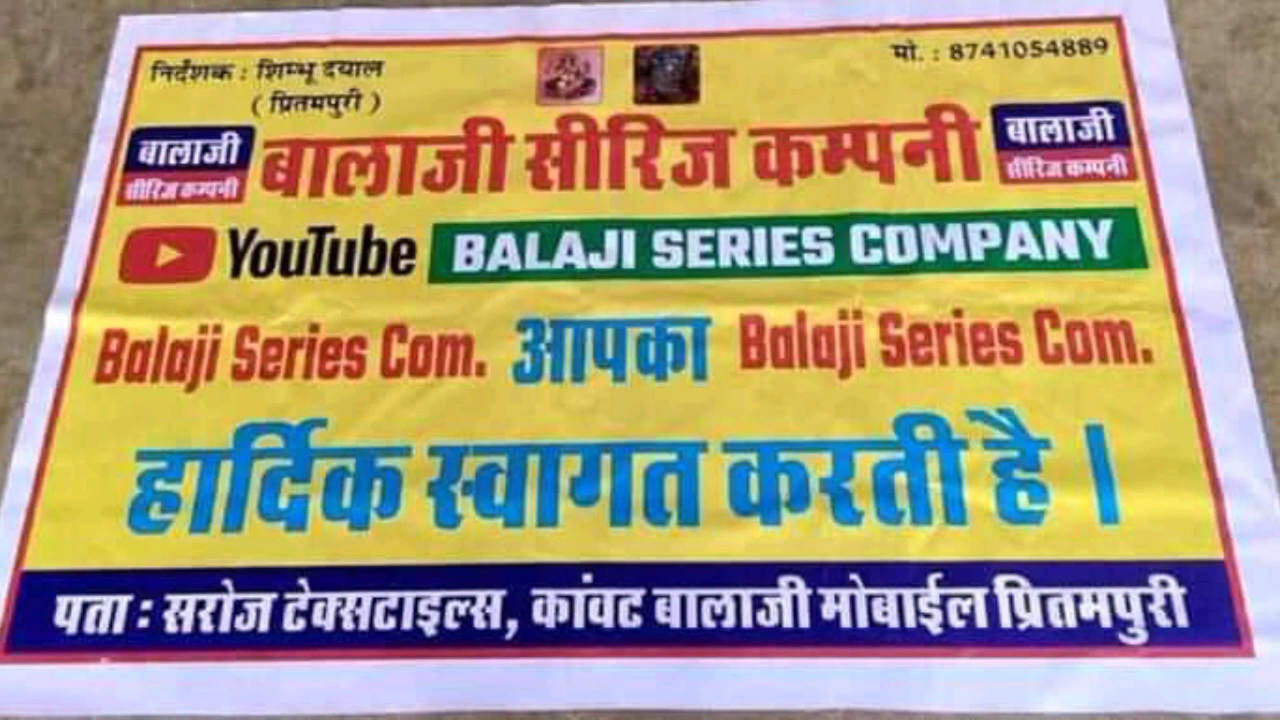 निर्देशक : शिम्भू दयाल
( प्रितमपुरी )
मो. : 8741054889
बालाजी
सीरिज कम्पनी
बालाजी सीरिज कम्पनी
बालाजी
सीरिज कम्पनी
YouTube BALAJI SERIES COMPANY
Balaji Series Com. आपका Balaji Series Com.
हार्दिक स्वागत करती है ।
पता : सरोज टेक्सटाइल्स, कांवट बालाजी मोबाईल प्रितमपुरी